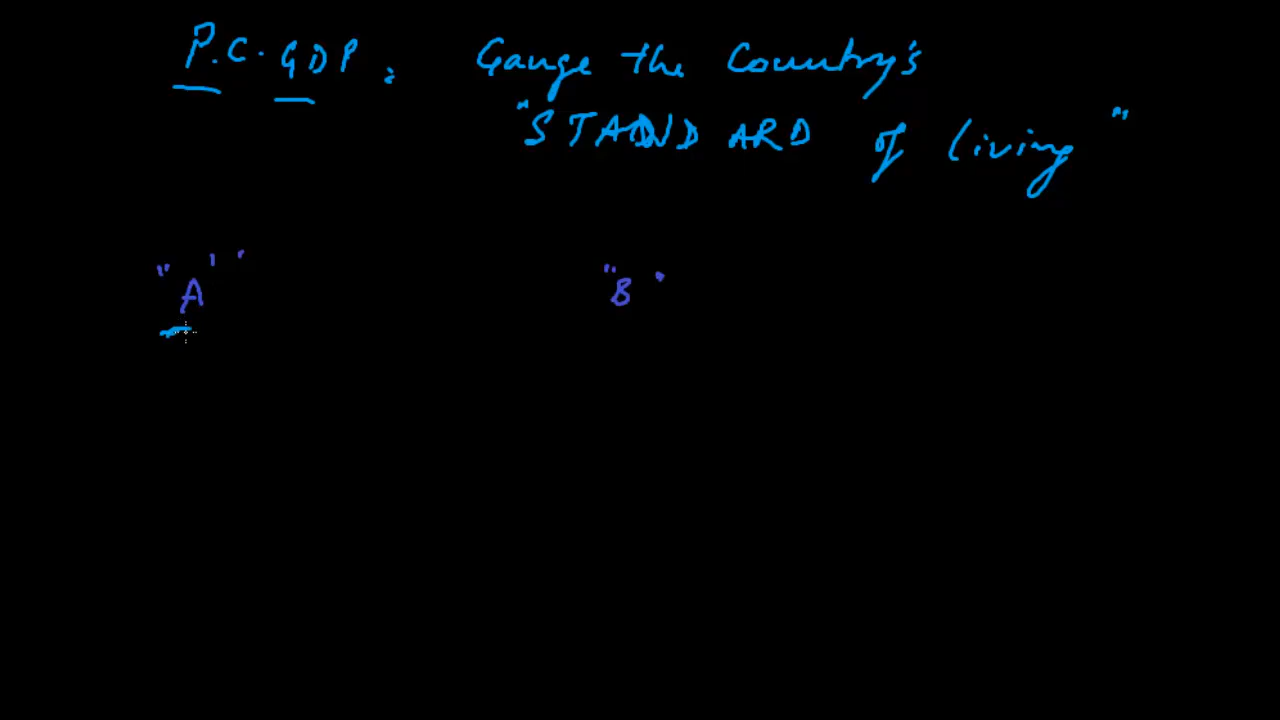 P.C. GDP : Gauge the Country's
"STANDARD of living"
"A" "B"